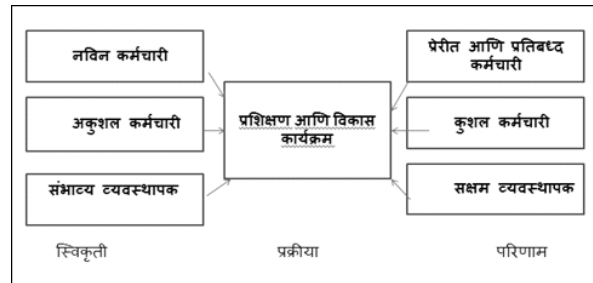 नविन कर्मचारी
अकुशल कर्मचारी
संभाव्य व्यवस्थापक
प्रशिक्षण आणि विकास
कार्यक्रम
प्रेरीत आणि प्रतिबध्द
कर्मचारी
कुशल कर्मचारी
सक्षम व्यवस्थापक
स्विकृती
प्रक्रीया
परिणाम